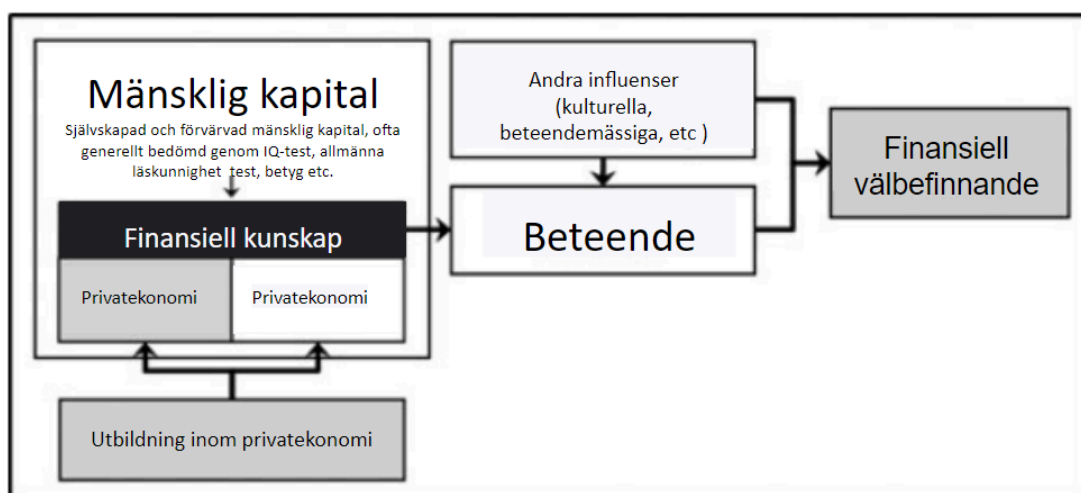 Mänsklig kapital
Självskapad och förvärvad mänsklig kapital, ofta
generellt bedömd genom IQ-test, allmänna
läskunnighet test, betyg etc.
Finansiell kunskap
Privatekonomi
Privatekonomi
Utbildning inom privatekonomi
Andra influenser
(kulturella,
beteendemässiga, etc )
Beteende
Finansiell
välbefinnande